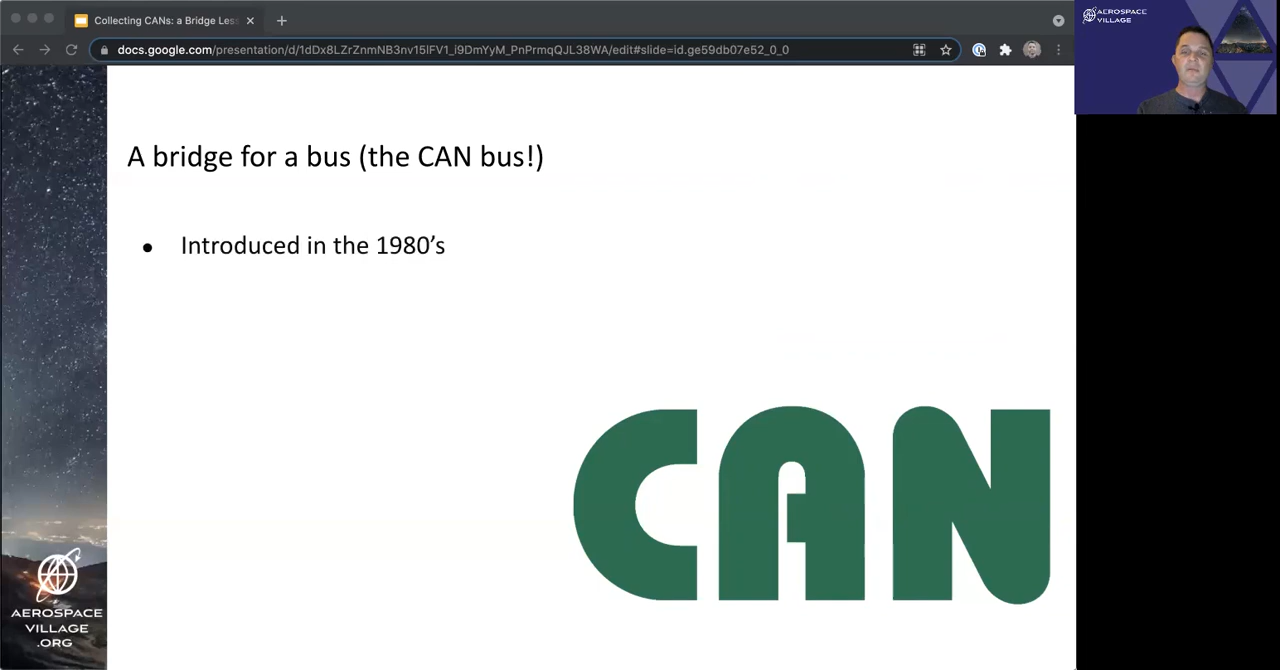 Collecting CANs: a Bridge Less
docs.google.com/presentation/d/1dDx8LZrZnmNB3nv15lFV1_i9DmYyM_PnPrmqQJL38WA/edit#slide=id.ge59db07e52_0_0
AEROSPACE
VILLAGE
A bridge for a bus (the CAN bus!)
● Introduced in the 1980’s
CAN
AEROSPACE
VILLAGE
.ORG